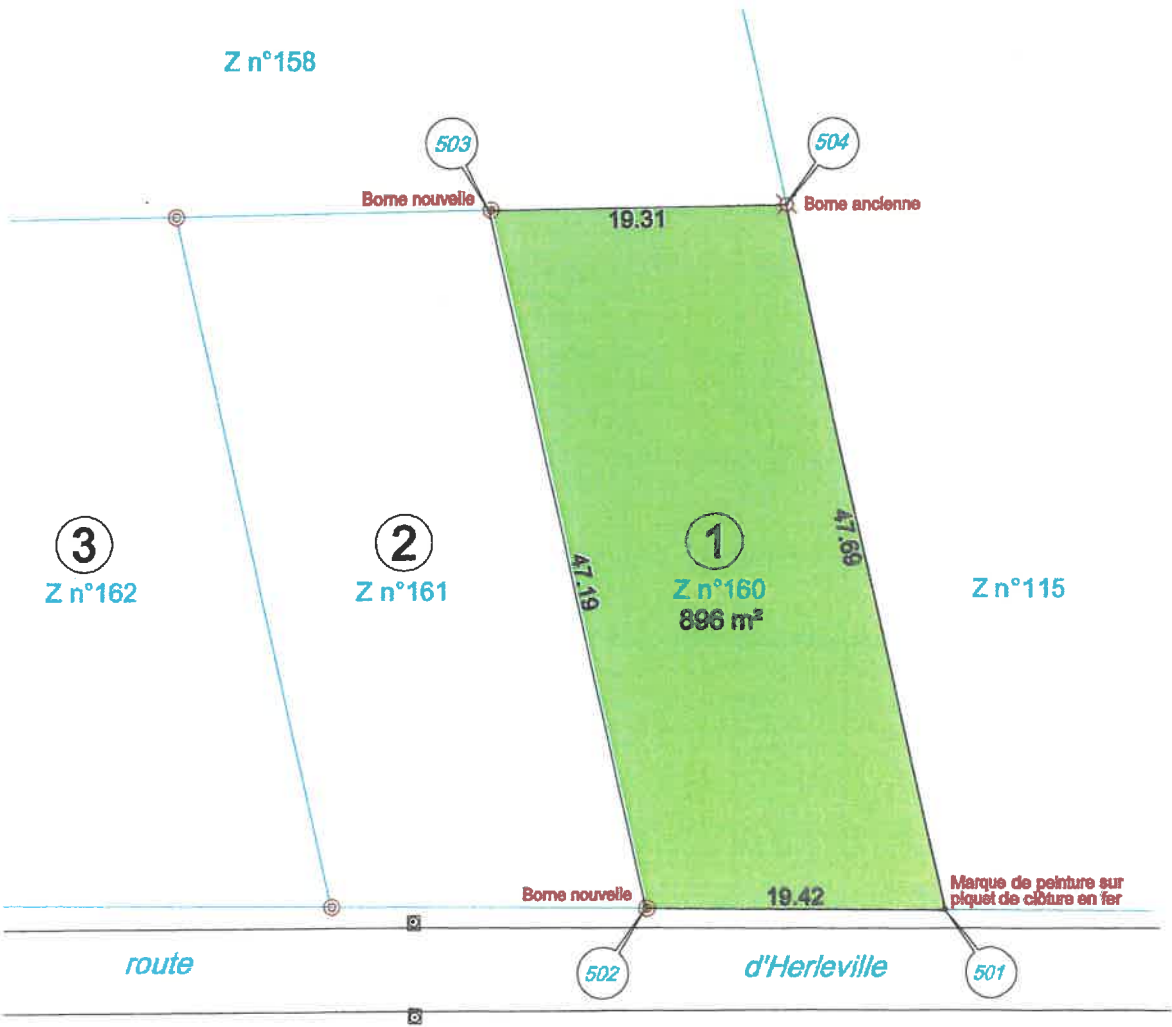 Z n°158
503
504
Borne nouvelle
Borne ancienne
19.31
3
2
1
47.69
47.19
Z n°162
Z n°161
Z n°160
Z n°115
896 m²
Borne nouvelle
19.42
Marque de peinture sur
piquet de clôture en fer
route
d'Herleville
502
501